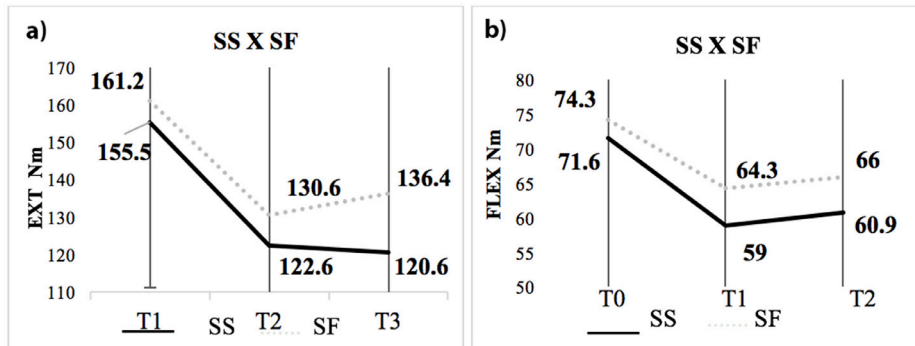 a)
SS X SF
EXT Nm
170
160
150
140
130
120
110
161.2
155.5
130.6
122.6
136.4
120.6
T1 T2 T3
SS SF
b)
SS X SF
FLEX Nm
80
75
70
65
60
55
50
74.3
71.6
64.3
59
66
60.9
T0 T1 T2
SS SF